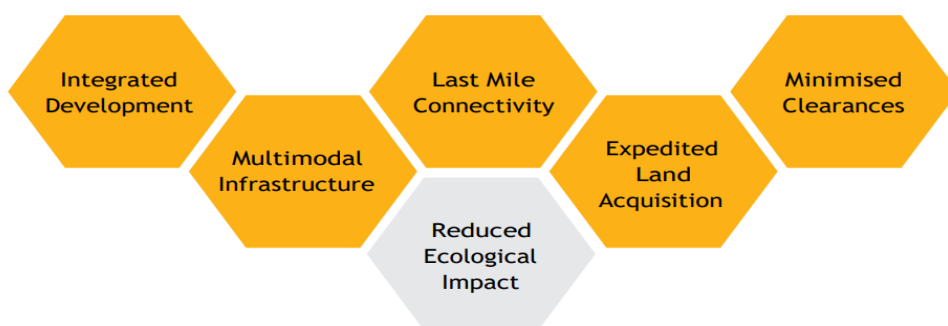 Integrated
Development
Multimodal
Infrastructure
Last Mile
Connectivity
Reduced
Ecological
Impact
Expedited
Land
Acquisition
Minimised
Clearances